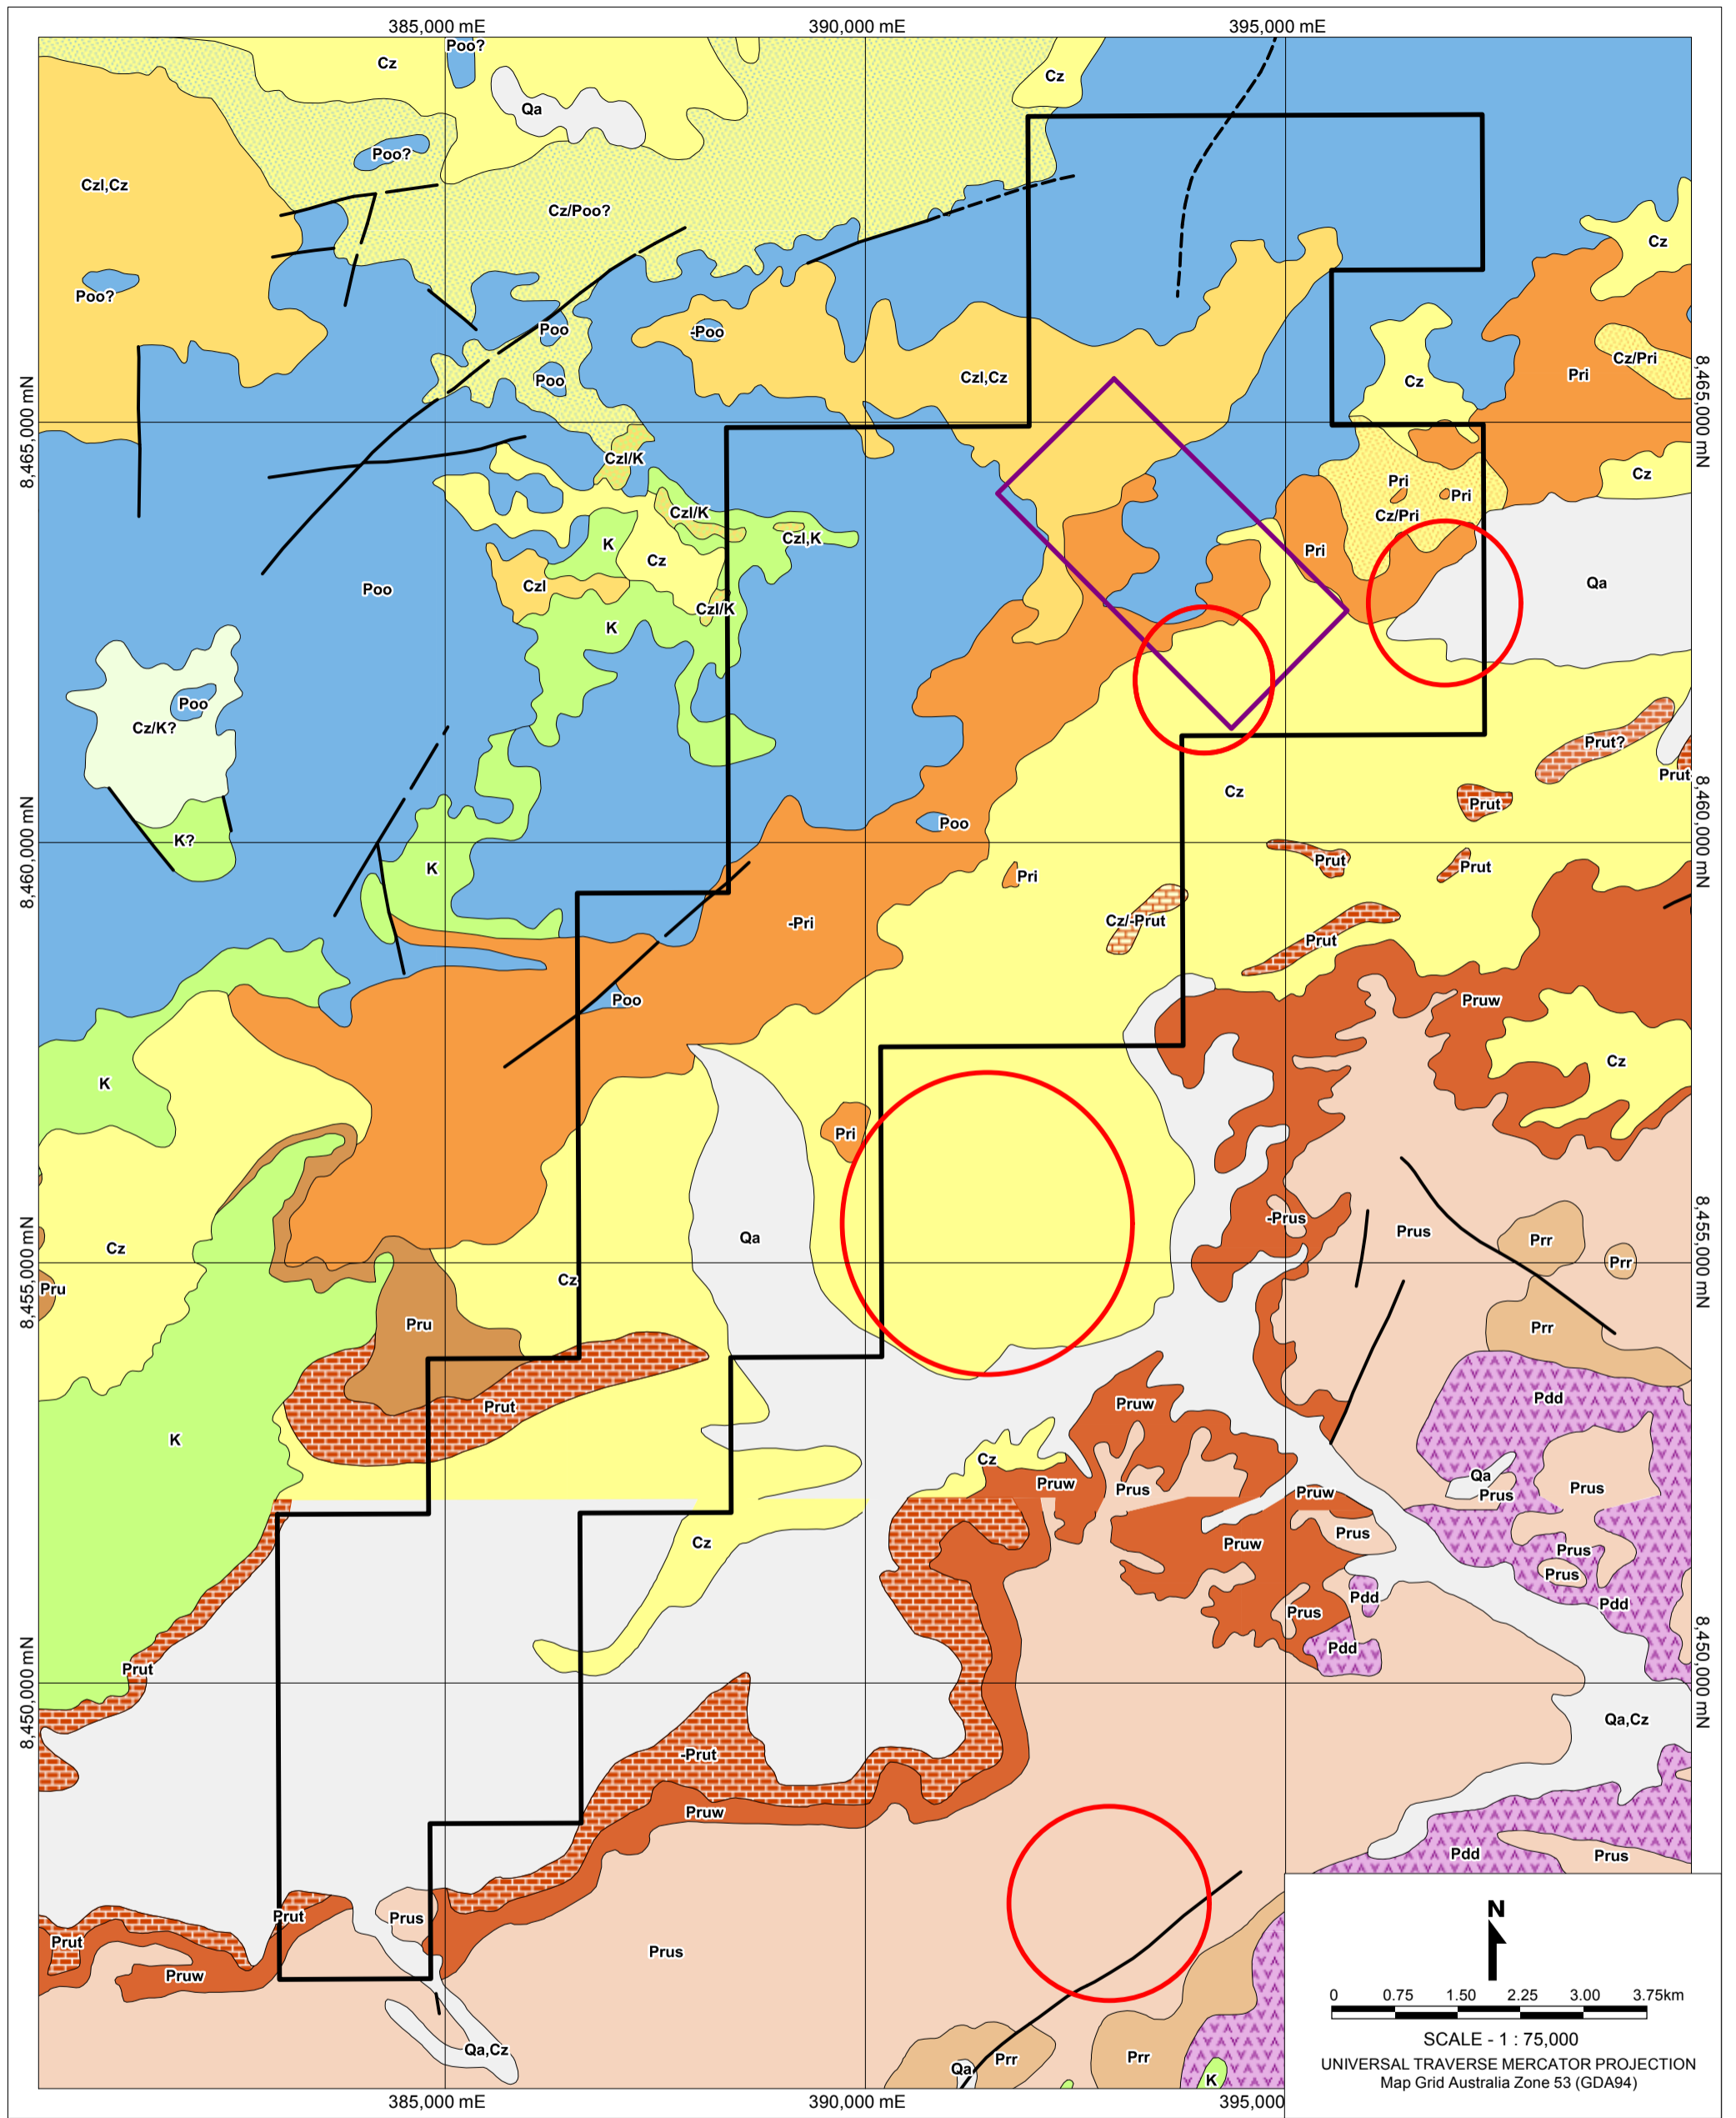 385,000 mE
390,000 mE
395,000 mE
Poo?
Cz
Cz
Qa
Poo?
Czl,Cz
Cz/Poo?
Cz
Poo?
Poo
-Poo
Cz/Pri
8,465,000 mN
8,465,000 mN
Poo
Czl,Cz
Cz
Pri
Czl/K
Cz
Pri
Pri
Czl/K
Cz/Pri
K
Czl,K
Pri
Cz
Qa
Czl
Poo
Czl/K
K
Poo
Cz/K?
Prut?
Prut
Cz
Prut
8,460,000 mN
8,460,000 mN
Poo
K?
Prut
Prut
K
Pri
Cz/-Prut
-Pri
Prut
Poo
Pruw
Cz
K
Pri
-Prus
Prus
Qa
Prr
Cz
8,455,000 mN
8,455,000 mN
Prr
Cz
Pru
Pru
Prr
Pdd
Pruw
Prut
K
Cz
Qa
Pruw
Prus
Prus
Pruw
Prus
Prus
Cz
Pruw
Prus
Prus
Pdd
Pdd
Prus
Pdd
Prut
8,450,000 mN
8,450,000 mN
Qa,Cz
-Prut
Pruw
Pdd
Prus
Prut
Prus
Prut
Prus
Pruw
Qa,Cz
Prr
Prr
Qa
K
N
0 0.75 1.50 2.25 3.00 3.75km
SCALE - 1 : 75,000
UNIVERSAL TRAVERSE MERCATOR PROJECTION
Map Grid Australia Zone 53 (GDA94)
385,000 mE
390,000 mE
395,000